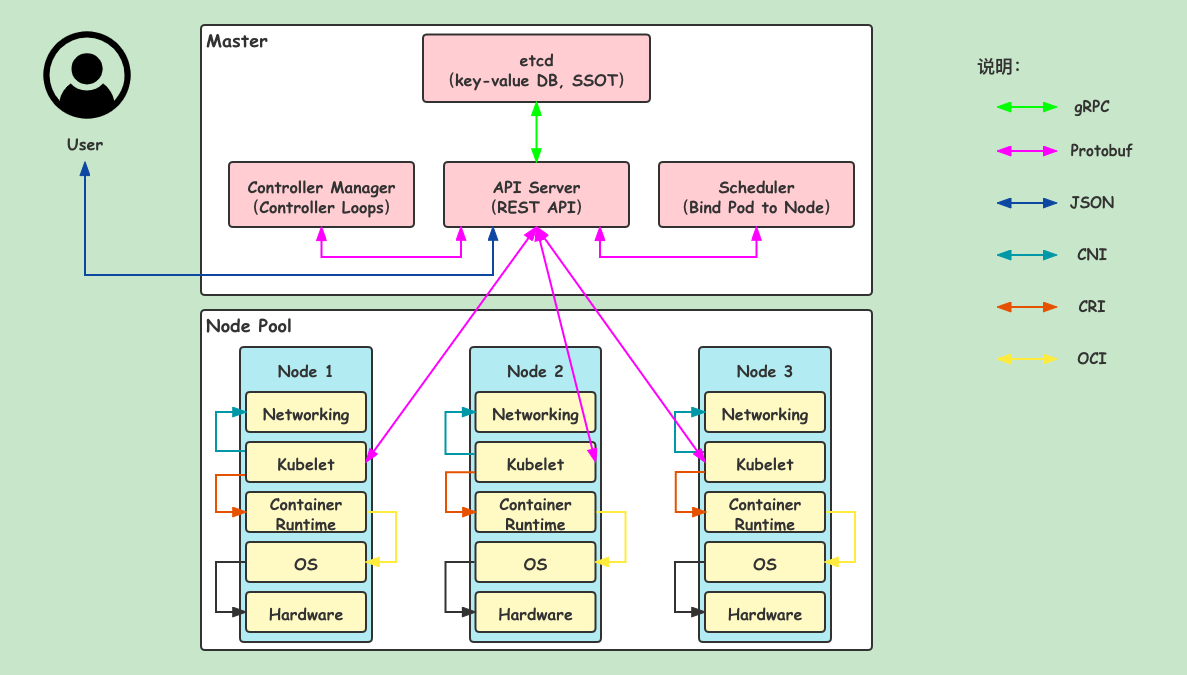 Master
etcd
(key-value DB, SSOT)
User
Controller Manager
(Controller Loops)
API Server
(REST API)
Scheduler
(Bind Pod to Node)
Node Pool
Node 1
Networking
Kubelet
Container
Runtime
OS
Hardware
Node 2
Networking
Kubelet
Container
Runtime
OS
Hardware
Node 3
Networking
Kubelet
Container
Runtime
OS
Hardware
说明：
gRPC
Protobuf
JSON
CNI
CRI
OCI